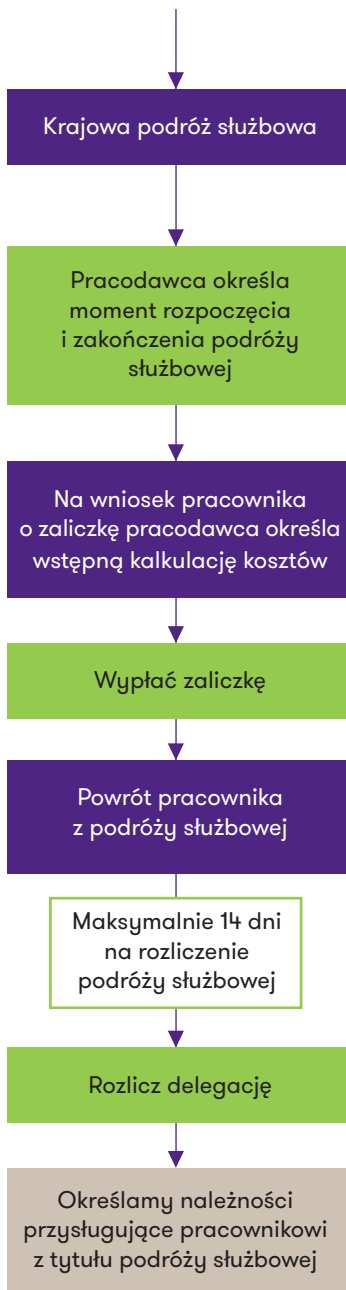 Krajowa podróż służbowa
Pracodawca określa
moment rozpoczęcia
i zakończenia podróży
służbowej
Na wniosek pracownika
o zaliczkę pracodawca określa
wstępną kalkulację kosztów
Wypłać zaliczkę
Powrót pracownika
z podróży służbowej
Maksymalnie 14 dni
na rozliczenie
podróży służbowej
Rozlicz delegację
Określamy należności
przysługujące pracownikowi
z tytułu podróży służbowej